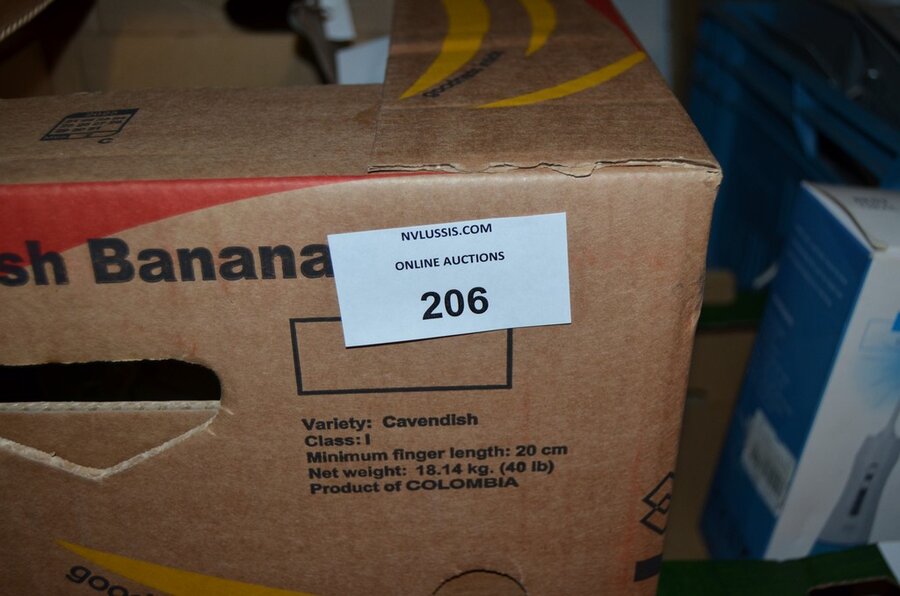 sh Banana
NVLUSSIS.COM
ONLINE AUCTIONS
206
Variety: Cavendish
Class: I
Minimum finger length: 20 cm
Net weight: 18.14 kg. (40 lb)
Product of COLOMBIA
goo